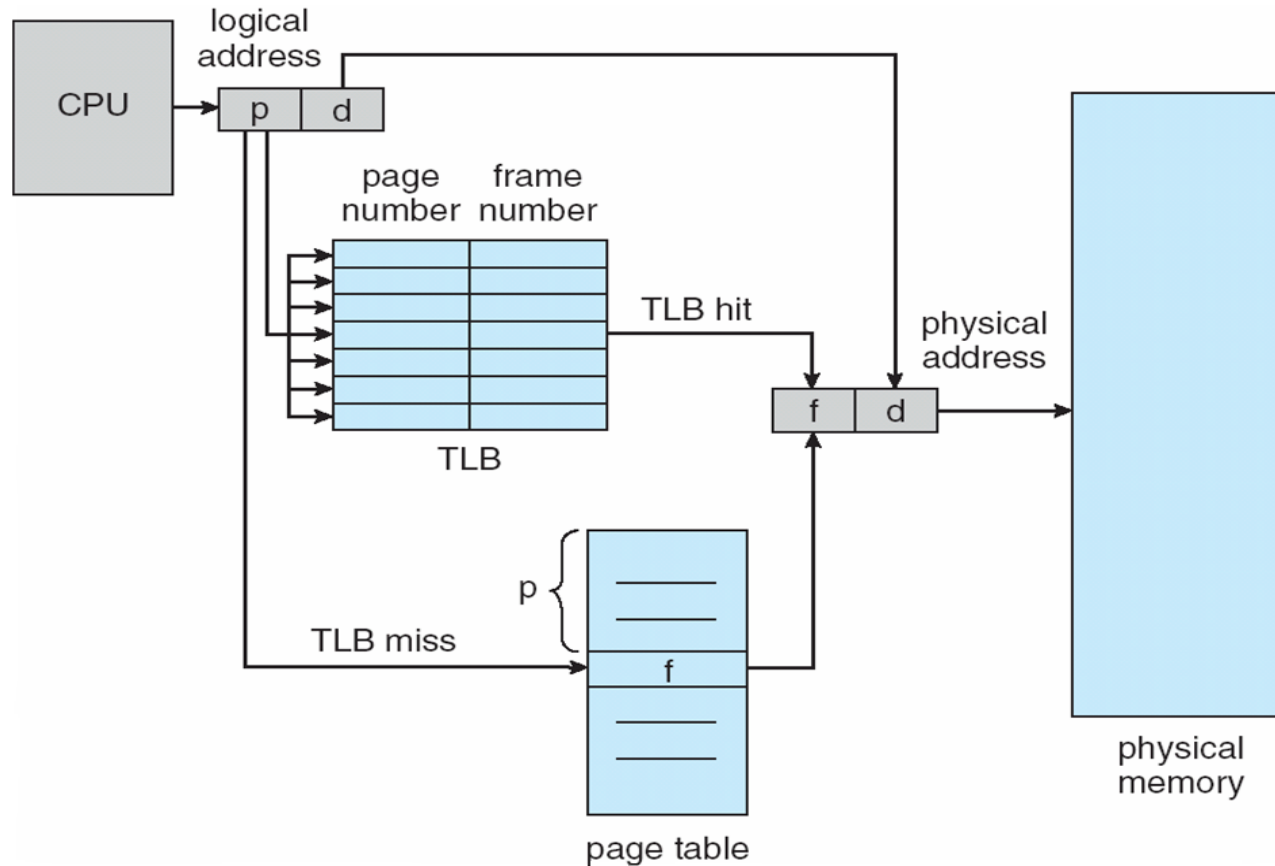 logical
address
CPU
p d
page
number
frame
number
TLB hit
physical
address
f d
TLB
p
TLB miss
f
physical
memory
page table